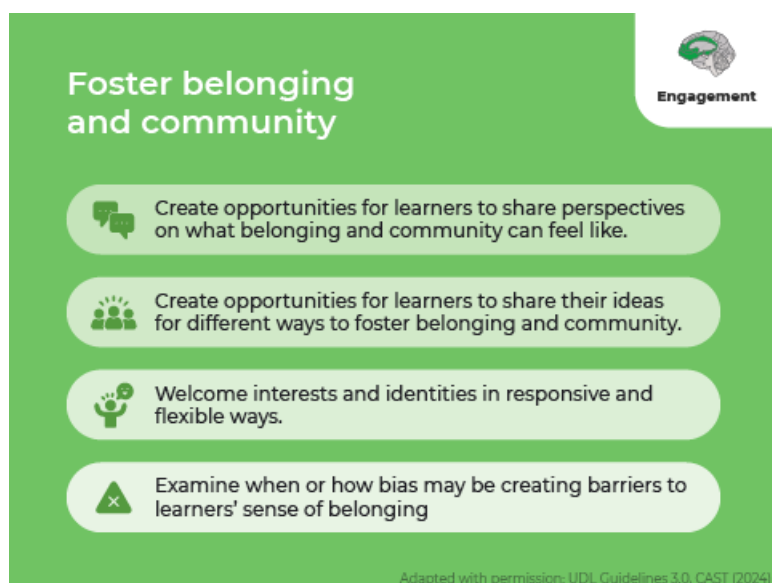 Engagement
Foster belonging
and community
Create opportunities for learners to share perspectives
on what belonging and community can feel like.
Create opportunities for learners to share their ideas
for different ways to foster belonging and community.
Welcome interests and identities in responsive and
flexible ways.
Examine when or how bias may be creating barriers to
learners' sense of belonging
Adapted with permission: UDL Guidelines 3.0, CAST (2024)